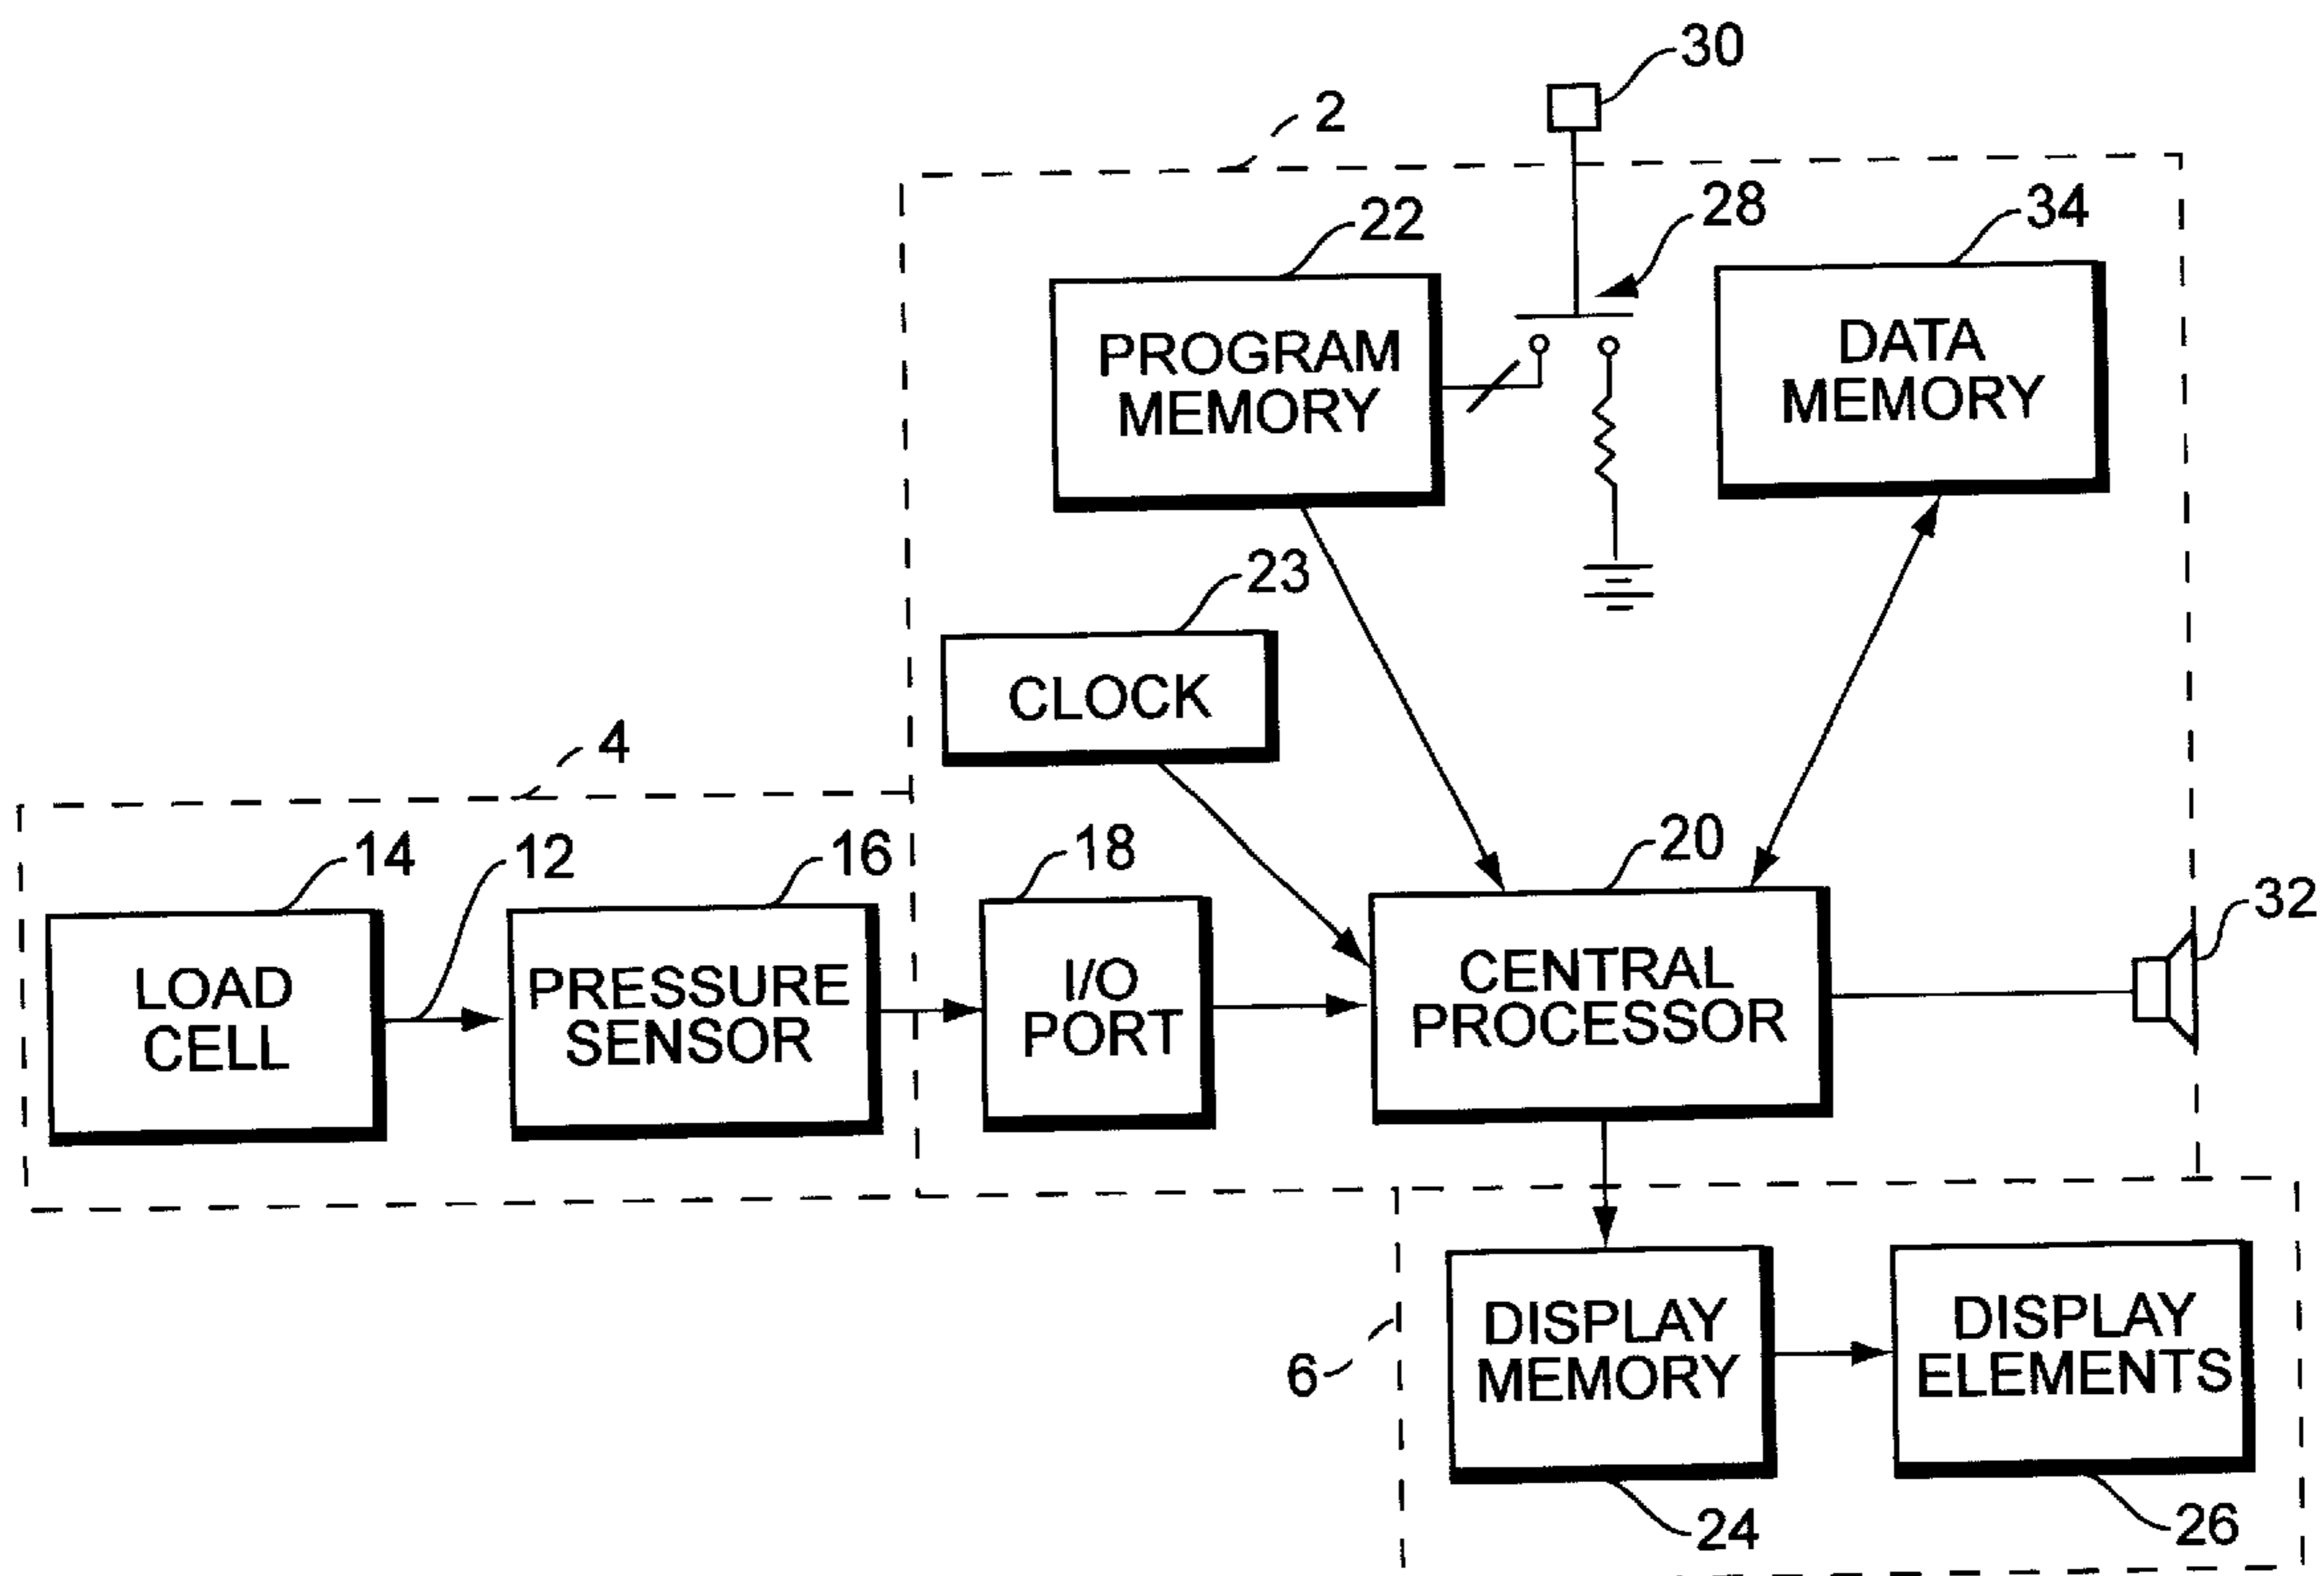 30
2
22
28
34
PROGRAM
MEMORY
DATA
MEMORY
23
CLOCK
4
14
12
16
18
20
32
LOAD
CELL
PRESSURE
SENSOR
I/O
PORT
CENTRAL
PROCESSOR
6
DISPLAY
MEMORY
DISPLAY
ELEMENTS
24
26